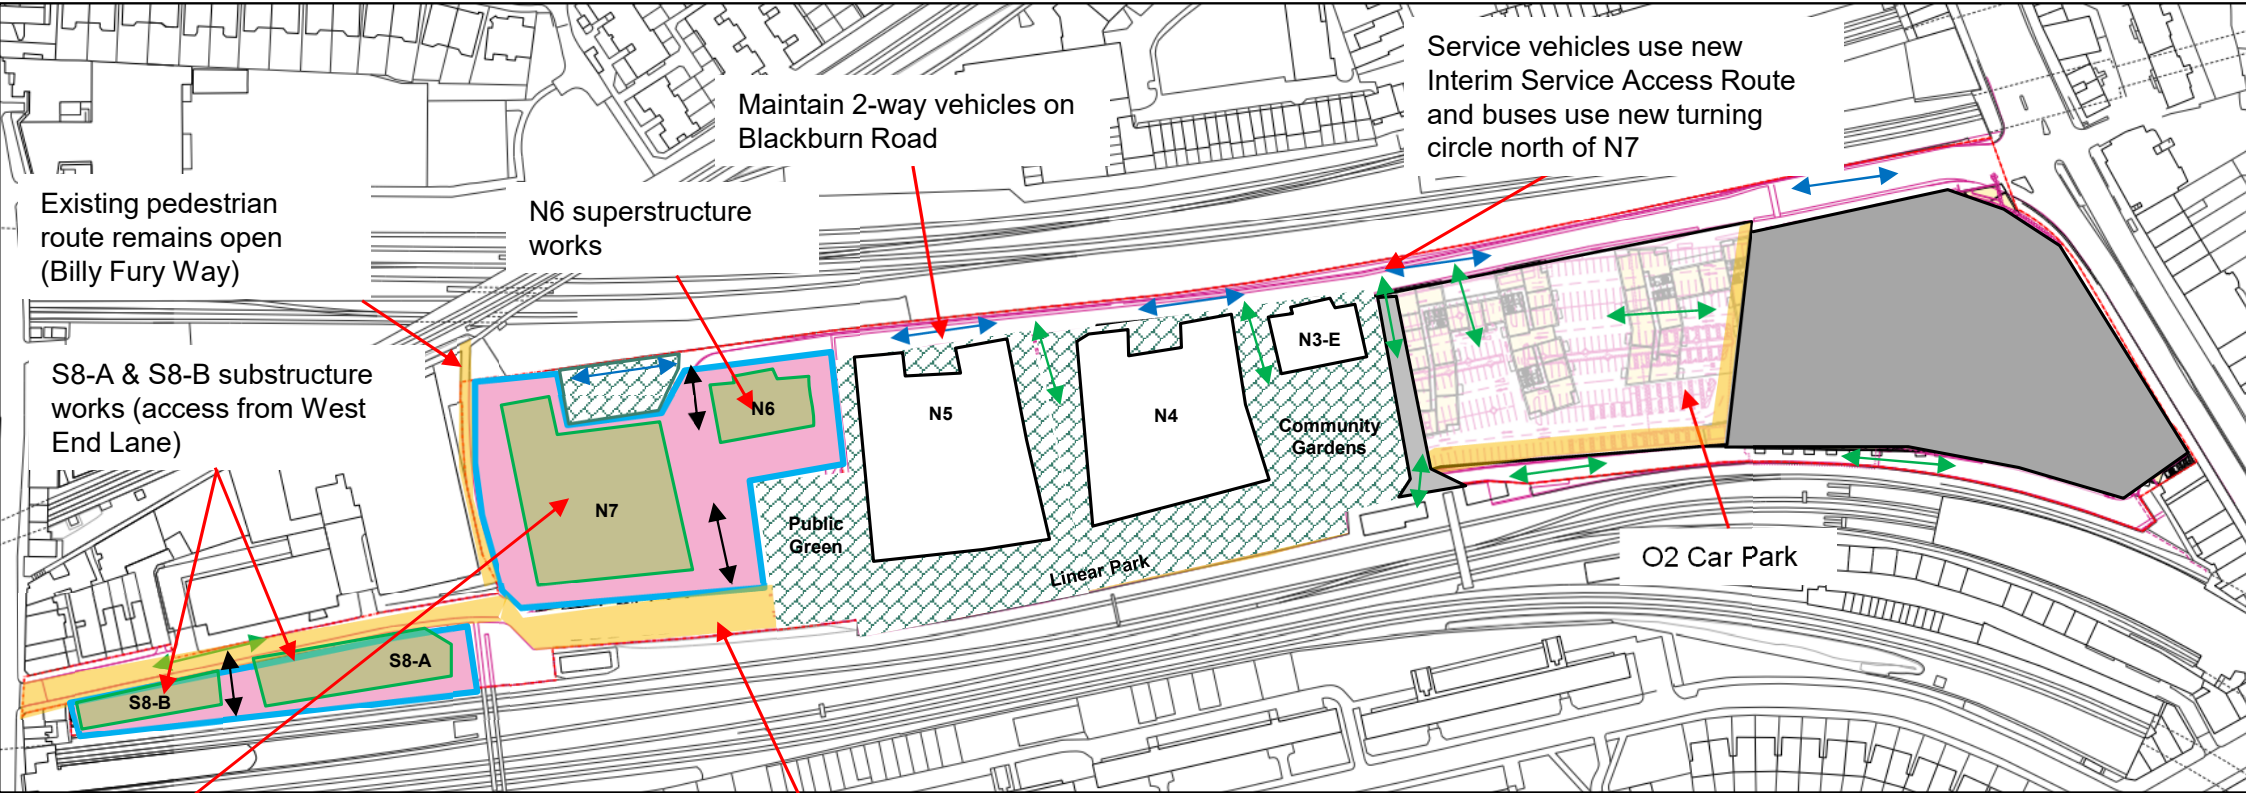 Service vehicles use new
Interim Service Access Route
and buses use new turning
circle north of N7
Maintain 2-way vehicles on
Blackburn Road
Existing pedestrian
route remains open
(Billy Fury Way)
N6 superstructure
works
S8-A & S8-B substructure
works (access from West
End Lane)
N3-E
N6
N5
N4
Community
Gardens
N7
Public
Green
Linear Park
O2 Car Park
S8-A
S8-B